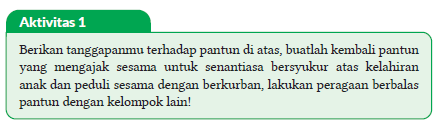 Aktivitas 1
Berikan tanggapanmu terhadap pantun di atas, buatlah kembali pantun
yang mengajak sesama untuk senantiasa bersyukur atas kelahiran
anak dan peduli sesama dengan berkurban, lakukan peragaan berbalas
pantun dengan kelompok lain!